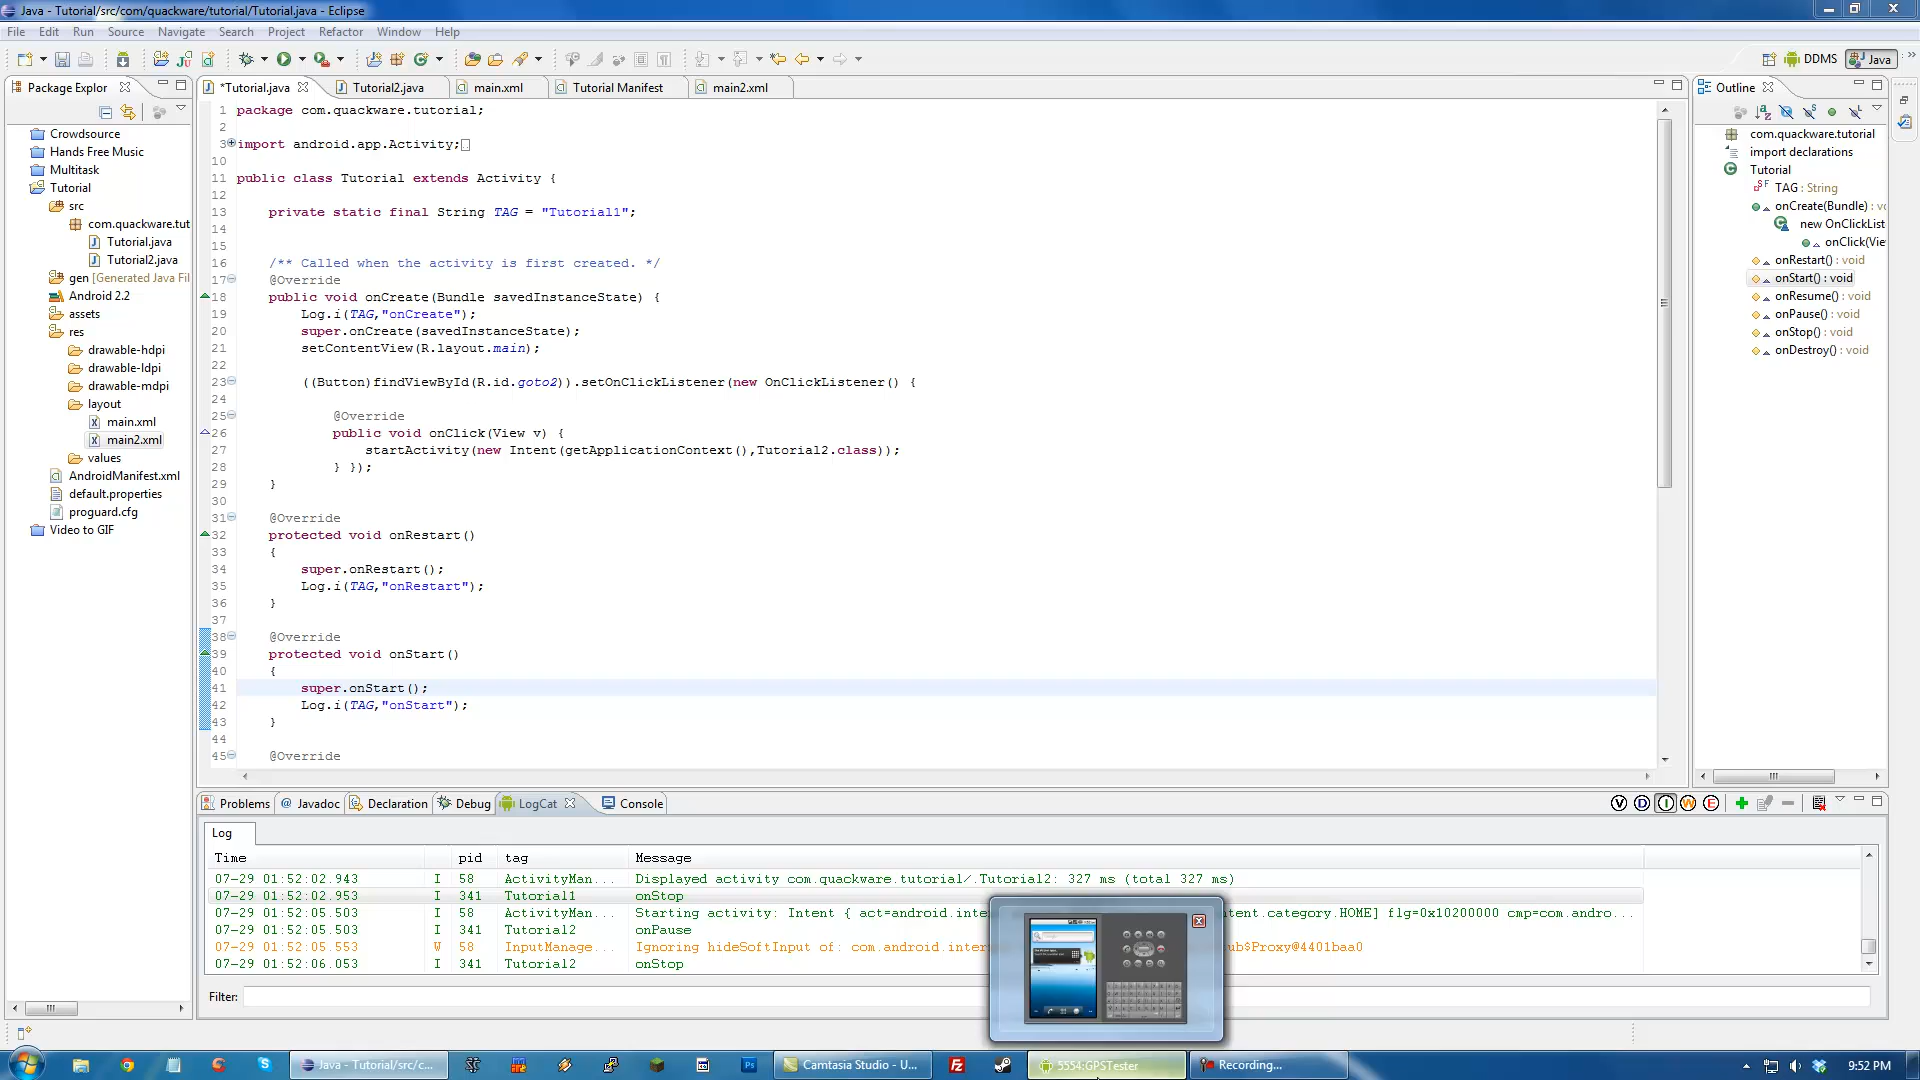 Java - Tutorial/src/com/quackware/tutorial/Tutorial.java - Eclipse
File Edit Run Source Navigate Search Project Refactor Window Help
DDMS Java
Package Explor
*Tutorial.java Tutorial2.java main.xml Tutorial Manifest main2.xml
Outline
Crowdsource
Hands Free Music
Multitask
Tutorial
src
com.quackware.tut
Tutorial.java
Tutorial2.java
gen [Generated Java Fil
Android 2.2
assets
res
drawable-hdpi
drawable-ldpi
drawable-mdpi
layout
main.xml
main2.xml
values
AndroidManifest.xml
default.properties
proguard.cfg
Video to GIF
1 package com.quackware.tutorial;
2
3 import android.app.Activity;
10
11 public class Tutorial extends Activity {
12
13 private static final String TAG = "Tutorial1";
14
15
16 /** Called when the activity is first created. */
17 @Override
18 public void onCreate(Bundle savedInstanceState) {
19 Log.i(TAG,"onCreate");
20 super.onCreate(savedInstanceState);
21 setContentView(R.layout.main);
22
23 ((Button)findViewById(R.id.goto2)).setOnClickListener(new OnClickListener() {
24
25 @Override
26 public void onClick(View v) {
27 startActivity(new Intent(getApplicationContext(),Tutorial2.class));
28 } });
29 }
30
31 @Override
32 protected void onRestart()
33 {
34 super.onRestart();
35 Log.i(TAG,"onRestart");
36 }
37
38 @Override
39 protected void onStart()
40 {
41 super.onStart();
42 Log.i(TAG,"onStart");
43 }
44
45 @Override
com.quackware.tutorial
import declarations
Tutorial
TAG : String
onCreate(Bundle) : vo
new OnClickList
onClick(Vie
onRestart() : void
onStart() : void
onResume() : void
onPause() : void
onStop() : void
onDestroy() : void
Problems @ Javadoc Declaration Debug LogCat Console
V D I W E
Log
Time pid tag Message
07-29 01:52:02.943 I 58 ActivityMan... Displayed activity com.quackware.tutorial/.Tutorial2: 327 ms (total 327 ms)
07-29 01:52:02.953 I 341 Tutorial1 onStop
07-29 01:52:05.503 I 58 ActivityMan... Starting activity: Intent { act=android.inte ntent.category.HOME] flg=0x10200000 cmp=com.andro...
07-29 01:52:05.503 I 341 Tutorial2 onPause
07-29 01:52:05.553 W 58 InputManage... Ignoring hideSoftInput of: com.android.inter ub$Proxy@4401baa0
07-29 01:52:06.053 I 341 Tutorial2 onStop
Filter:
Java - Tutorial/src/c... Ps Camtasia Studio - U... Fz 5554:GPSTester Recording... 9:52 PM